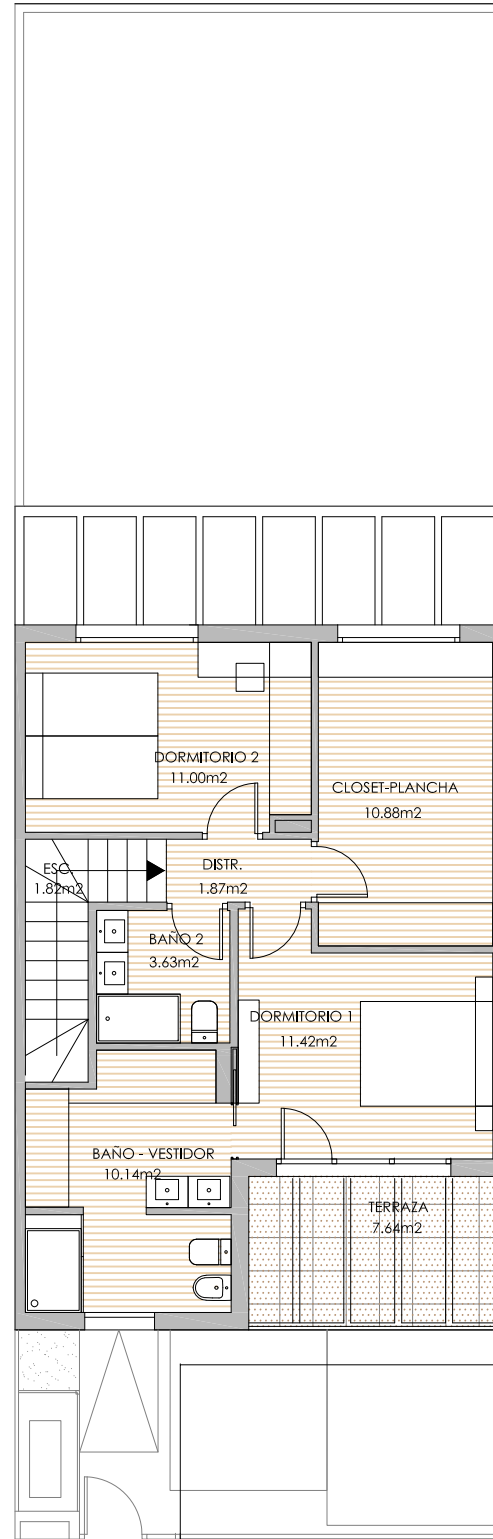 DORMITORIO 2
11.00m2
CLOSET-PLANCHA
10.88m2
ESC.
1.82m2
DISTR.
1.87m2
BAÑO 2
3.63m2
DORMITORIO 1
11.42m2
BAÑO - VESTIDOR
10.14m2
TERRAZA
7.64m2